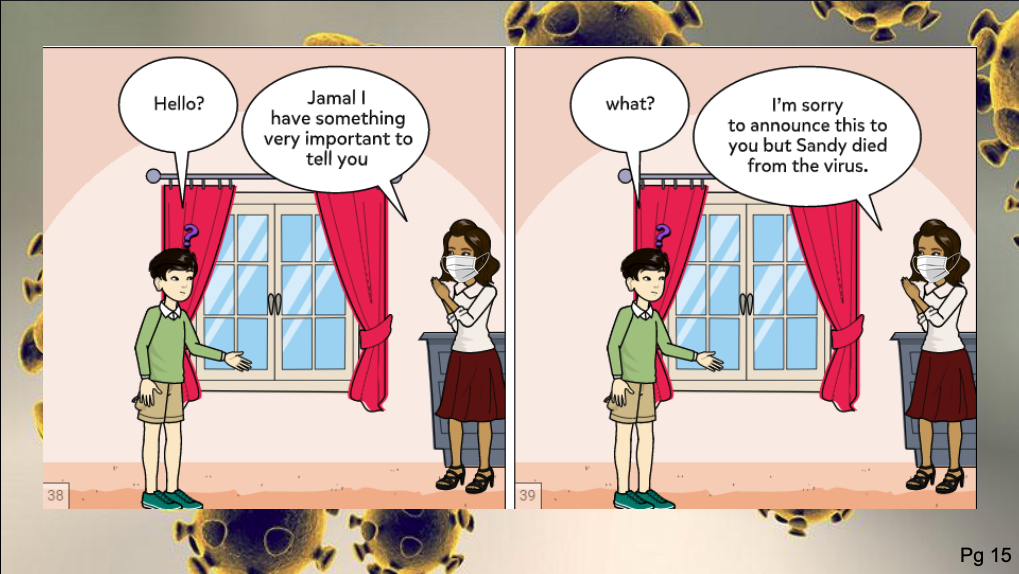 Hello?
Jamal I
have something
very important to
tell you
38
what?
I'm sorry
to announce this to
you but Sandy died
from the virus.
39
Pg 15